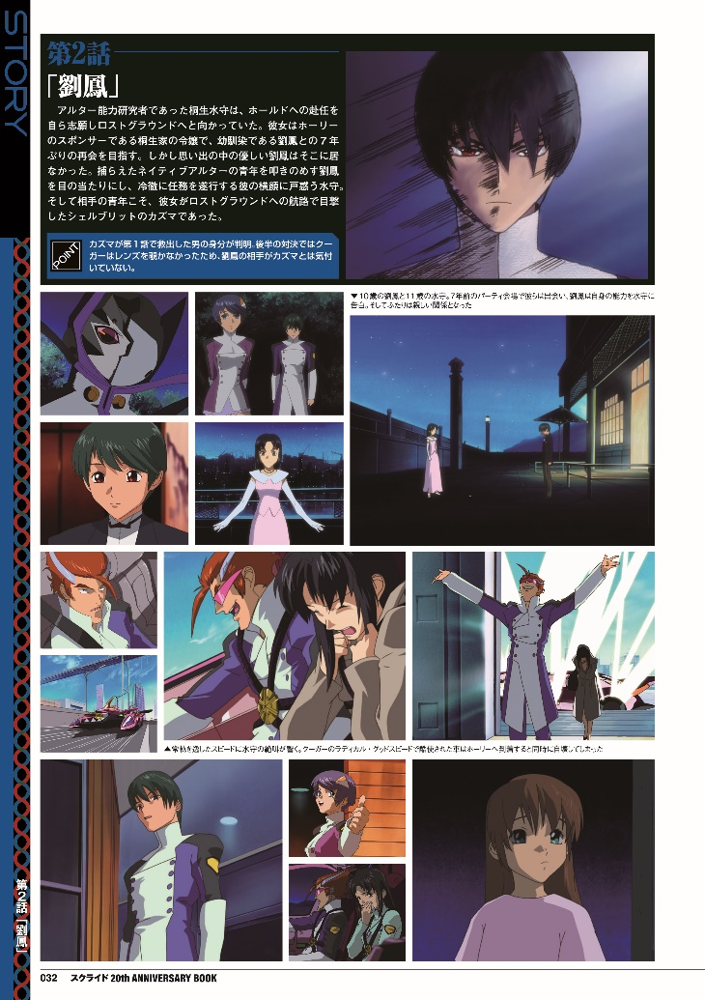 STORY
第2話
「劉鳳」
アルター能力研究者であった桐生水守は、ホールドへの赴任を
自ら志願しロストグラウンドへと向かっていた。彼女はホーリー
のスポンサーである桐生家の令嬢で、幼馴染である劉鳳との7年
ぶりの再会を目指す。しかし思い出の中の優しい劉鳳はそこに居
なかった。捕らえたネイティブアルターの青年を叩きのめす劉鳳
を目の当たりにし、冷徹に任務を遂行する彼の横顔に戸惑う水守。
そして相手の青年こそ、彼女がロストグラウンドへの航路で目撃
したシェルブリットのカズマであった。
POINT
カズマが第1話で救出した男の身分が判明。後半の対決ではクー
ガーはレンズを覗かなかったため、劉鳳の相手がカズマとは気付
いていない。
▼10歳の劉鳳と11歳の水守。7年前のパーティ会場で彼らは出会い、劉鳳は自身の能力を水守に
告白。そしてふたりは親しい関係となった
▲常軌を逸したスピードに水守の絶叫が響く。クーガーのラディカル・グッドスピードで酷使された車はホーリーへ到着すると同時に自壊してしまった
第2話「劉鳳」
032 スクライド 20th ANNIVERSARY BOOK